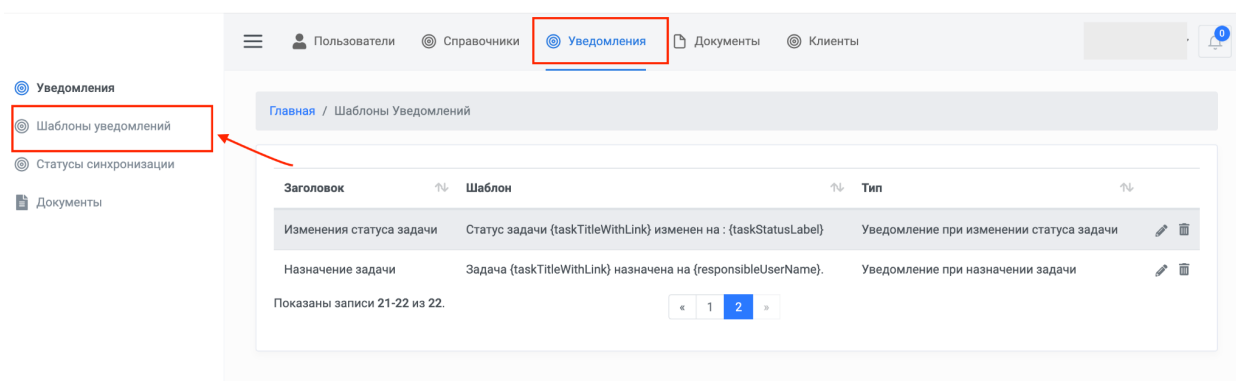 Пользователи Справочники Уведомления Документы Клиенты 0
Уведомления
Шаблоны уведомлений
Статусы синхронизации
Документы
Главная / Шаблоны Уведомлений
Заголовок Шаблон Тип
Изменения статуса задачи Статус задачи {taskTitleWithLink} изменен на : {taskStatusLabel} Уведомление при изменении статуса задачи
Назначение задачи Задача {taskTitleWithLink} назначена на {responsibleUserName}. Уведомление при назначении задачи
Показаны записи 21-22 из 22.
« 1 2 »